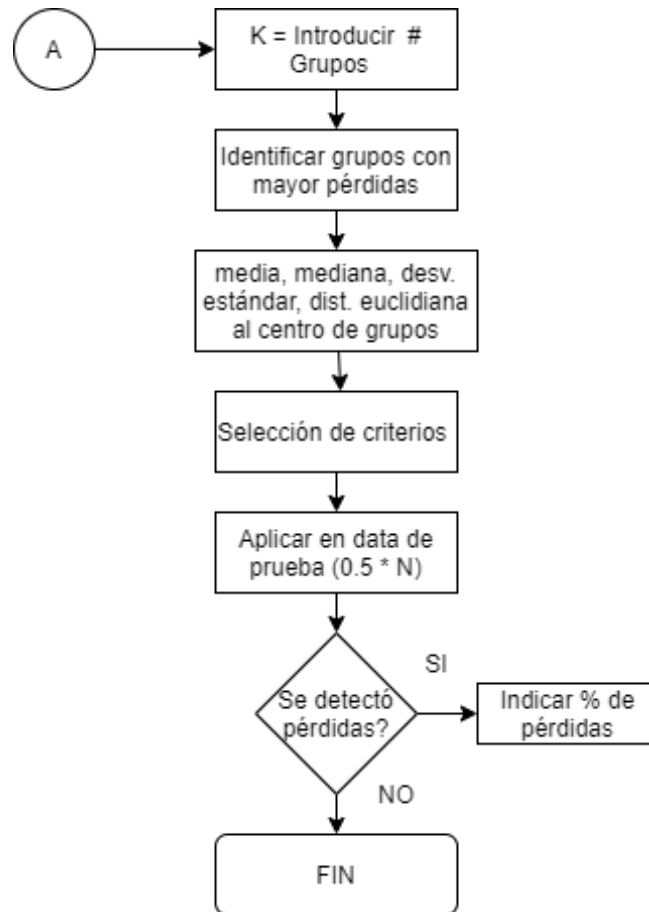 A
K = Introducir #
Grupos
Identificar grupos con
mayor pérdidas
media, mediana, desv.
estándar, dist. euclidiana
al centro de grupos
Selección de criterios
Aplicar en data de
prueba (0.5 * N)
Se detectó
pérdidas?
SI
Indicar % de
pérdidas
NO
FIN